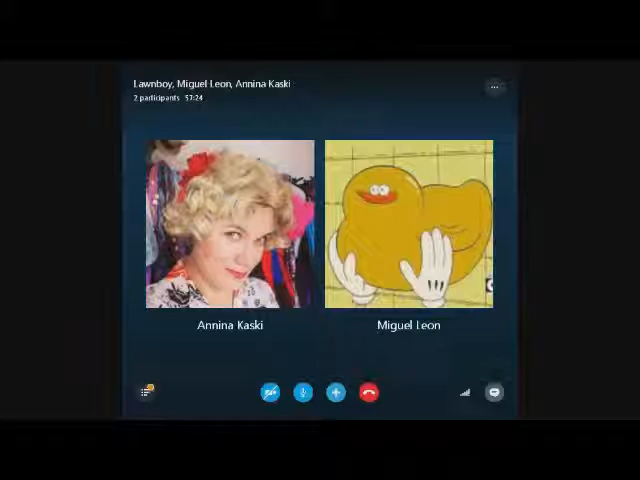 Lawnboy, Miguel Leon, Annina Kaski
2 participants 57:24
Annina Kaski
Miguel Leon